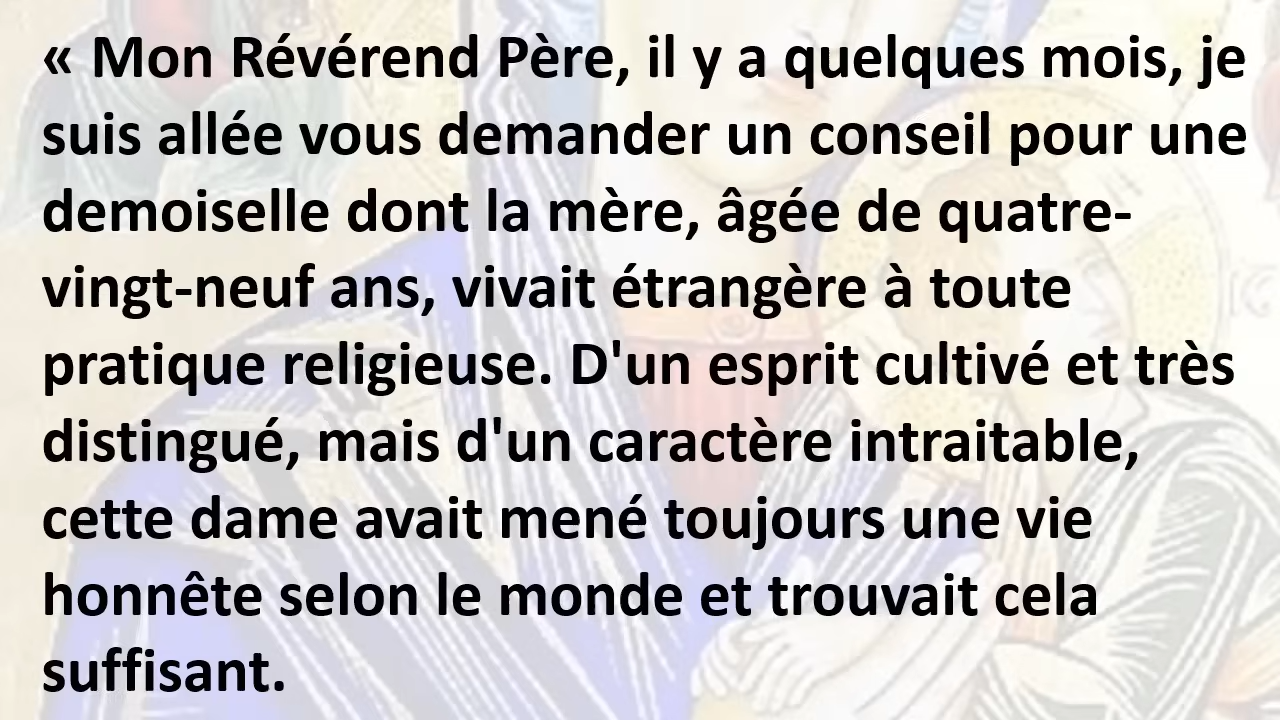 « Mon Révérend Père, il y a quelques mois, je
suis allée vous demander un conseil pour une
demoiselle dont la mère, âgée de quatre-
vingt-neuf ans, vivait étrangère à toute
pratique religieuse. D'un esprit cultivé et très
distingué, mais d'un caractère intraitable,
cette dame avait mené toujours une vie
honnête selon le monde et trouvait cela
suffisant.